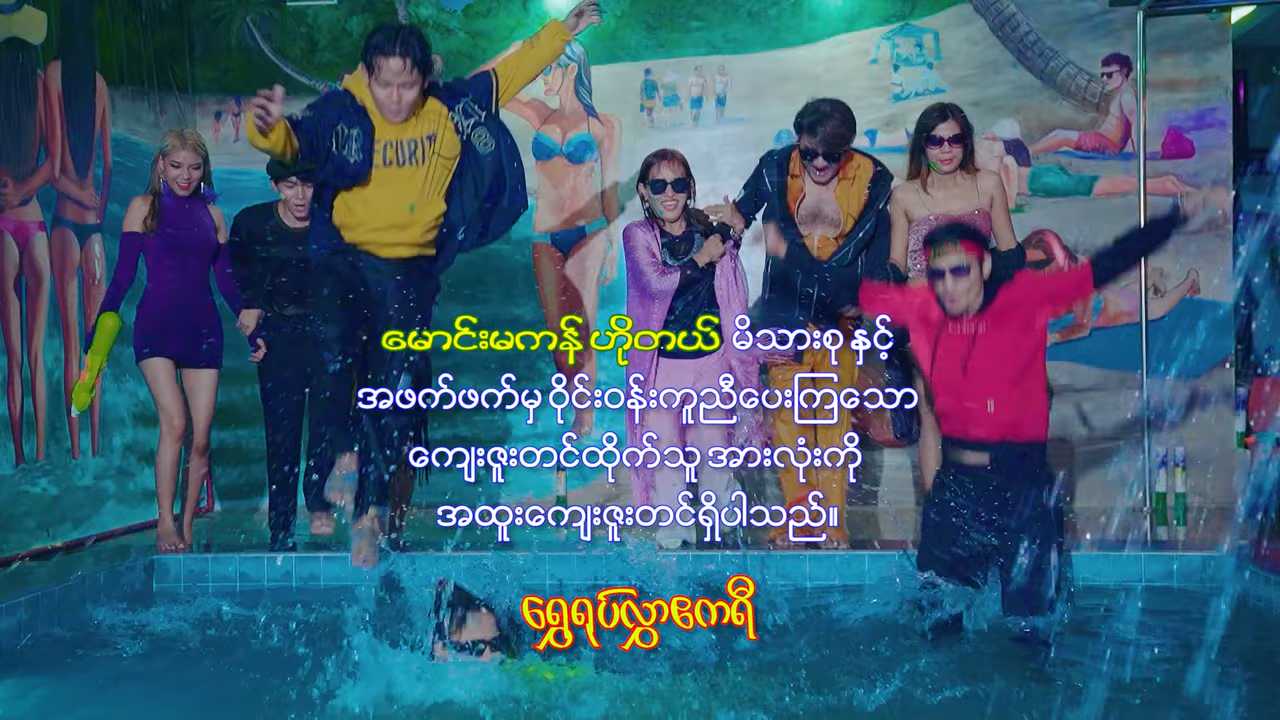 မောင်းမကန် ဟိုတယ် မိသားစု နှင့်
အဖက်ဖက်မှ ဝိုင်းဝန်းကူညီပေးကြသော
ကျေးဇူးတင်ထိုက်သူ အားလုံးကို
အထူးကျေးဇူးတင်ရှိပါသည်။
ရွှေရုပ်လွှာဧကရီ